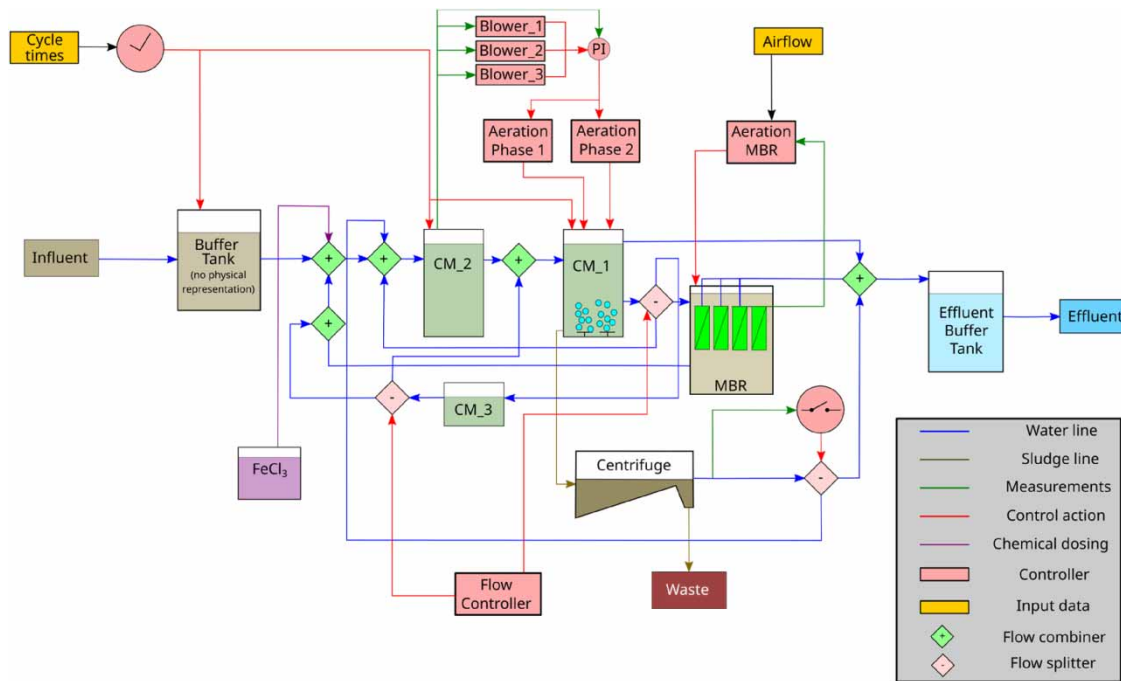 Cycle
times
Blower_1
Blower_2
Blower_3
PI
Airflow
Aeration
Phase 1
Aeration
Phase 2
Aeration
MBR
Influent
Buffer
Tank
(no physical
representation)
+
+
+
CM_2
+
CM_1
-
MBR
+
Effluent
Buffer
Tank
Effluent
-
CM_3
FeCl₃
Centrifuge
-
Flow
Controller
Waste
Water line
Sludge line
Measurements
Control action
Chemical dosing
Controller
Input data
+ Flow combiner
- Flow splitter